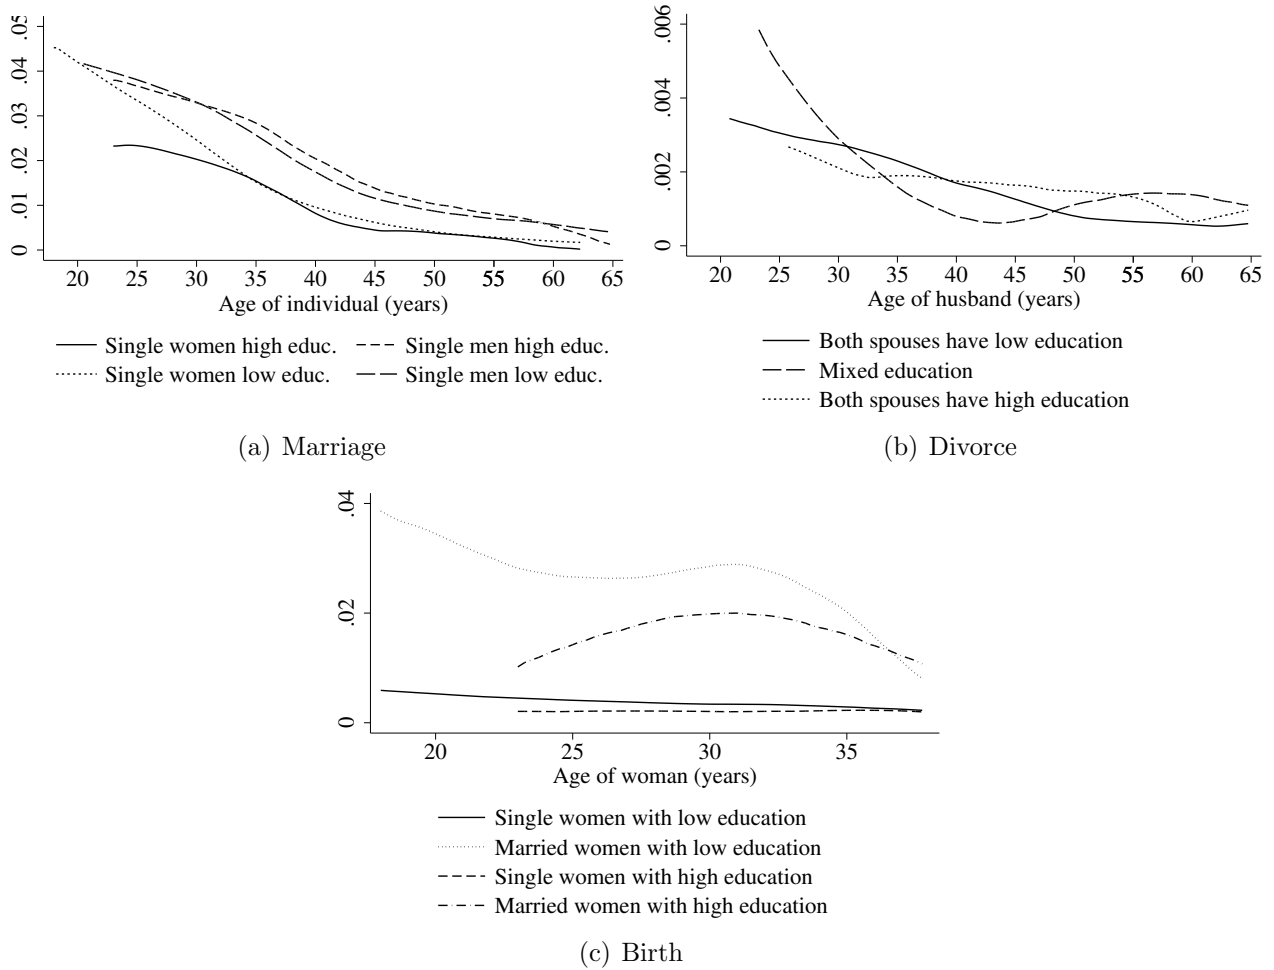 .05
.04
.03
.02
.01
0
20 25 30 35 40 45 50 55 60 65
Age of individual (years)
Single women high educ. Single men high educ.
Single women low educ. Single men low educ.
(a) Marriage
.006
.004
.002
0
20 25 30 35 40 45 50 55 60 65
Age of husband (years)
Both spouses have low education
Mixed education
Both spouses have high education
(b) Divorce
.04
.02
0
20 25 30 35
Age of woman (years)
Single women with low education
Married women with low education
Single women with high education
Married women with high education
(c) Birth